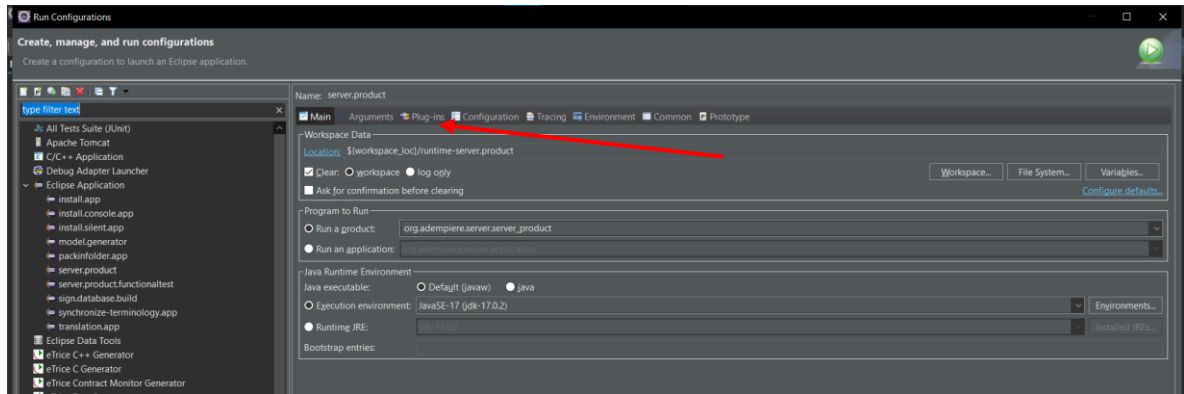 Run Configurations
Create, manage, and run configurations
Create a configuration to launch an Eclipse application.
type filter text
All Tests Suite (JUnit)
Apache Tomcat
C/C++ Application
Debug Adapter Launcher
Eclipse Application
install.app
install.console.app
install.silent.app
model.generator
packinfolder.app
server.product
server.product.functionaltest
sign.database.build
synchronize-terminology.app
translation.app
Eclipse Data Tools
eTrice C++ Generator
eTrice C Generator
eTrice Contract Monitor Generator
Name: server.product
Main Arguments Plug-ins Configuration Tracing Environment Common Prototype
Workspace Data
Location: ${workspace_loc}/runtime-server.product
Clear: workspace log only Workspace... File System... Variables...
Ask for confirmation before clearing Configure defaults...
Program to Run
Run a product: org.adempiere.server.server_product
Run an application: org.adempiere.server.application
Java Runtime Environment
Java executable: Default (javaw) java
Execution environment: JavaSE-17 (jdk-17.0.2) Environments...
Runtime JRE: jdk-17.0.2 Installed JREs...
Bootstrap entries: